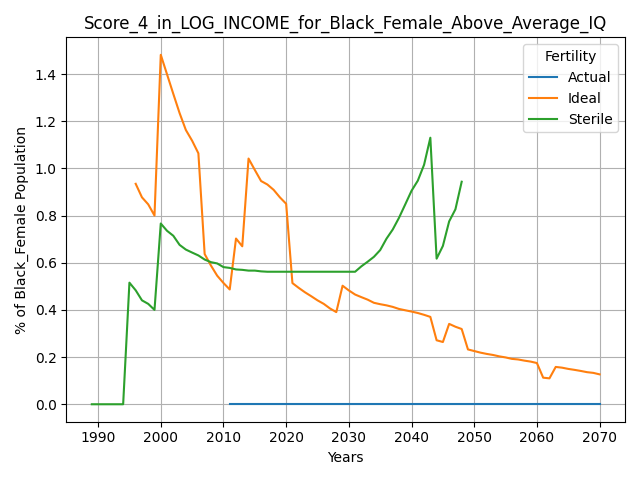 Score_4_in_LOG_INCOME_for_Black_Female_Above_Average_IQ
Fertility
Actual
Ideal
Sterile
% of Black_Female Population
1.4
1.2
1.0
0.8
0.6
0.4
0.2
0.0
1990 2000 2010 2020 2030 2040 2050 2060 2070
Years